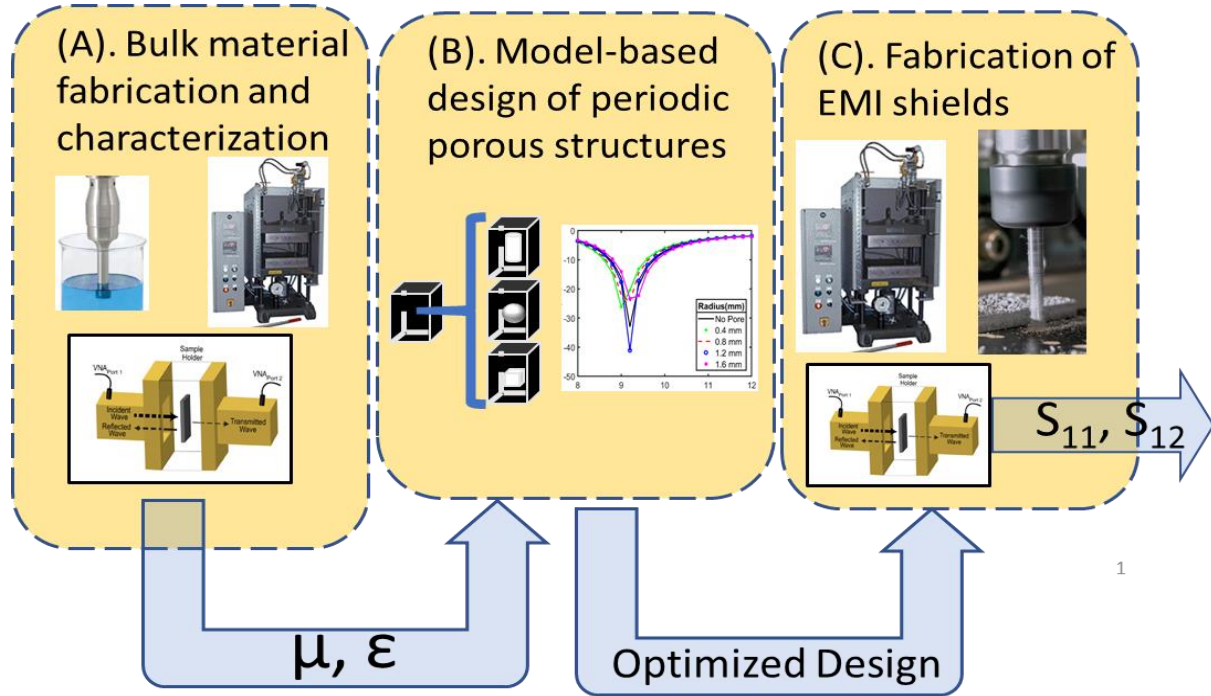 (A). Bulk material
fabrication and
characterization
Sample
Holder
VNA Port 1
VNA Port 2
Incident
Wave
Reflected
Wave
Transmitted
Wave
(B). Model-based
design of periodic
porous structures
0
-10
-20
-30
-40
-50
8
9
10
11
12
Radius(mm)
No Pore
0.4 mm
0.8 mm
1.2 mm
1.6 mm
(C). Fabrication of
EMI shields
Sample
Holder
VNA Port 1
VNA Port 2
Incident
Wave
Reflected
Wave
Transmitted
Wave
S11, S12
μ, ε
Optimized Design
1